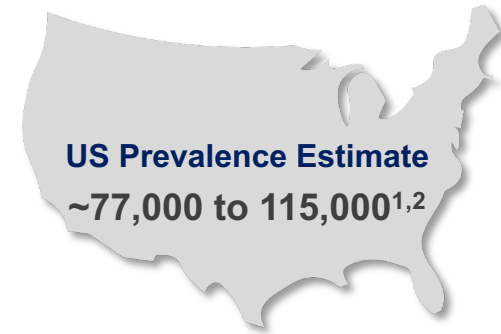 US Prevalence Estimate
~77,000 to 115,000¹,²